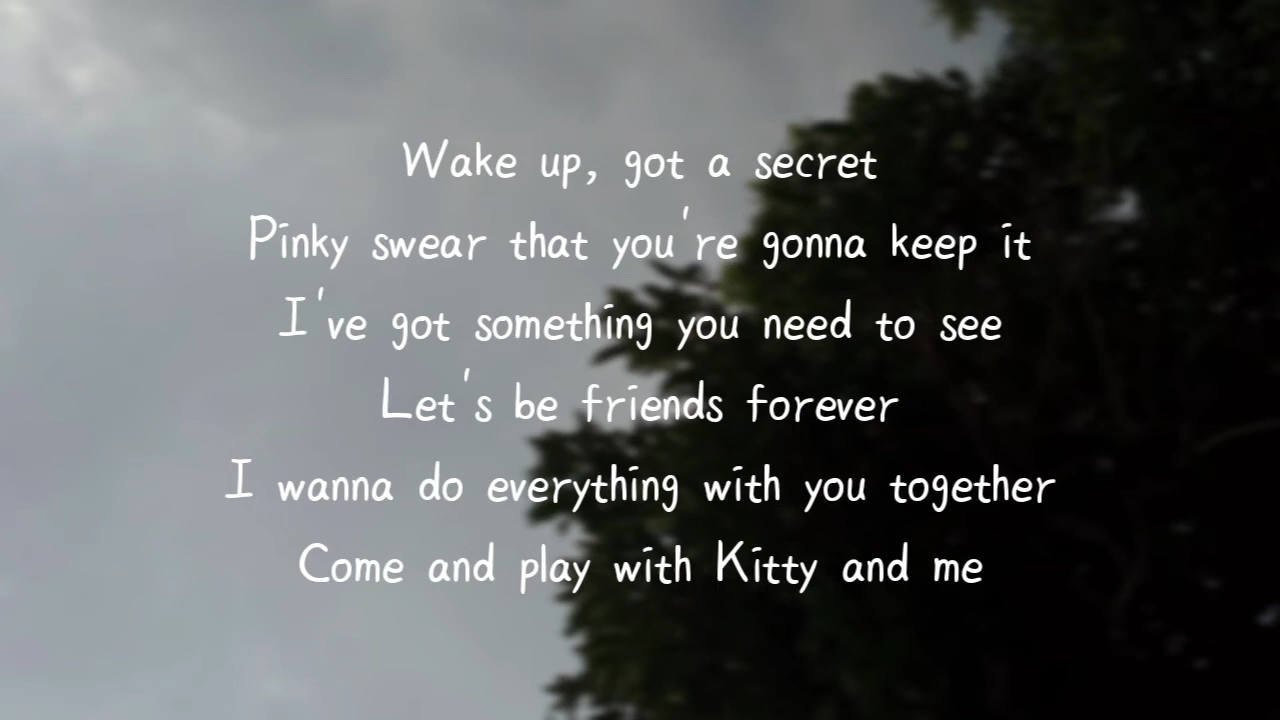 Wake up, got a secret
Pinky swear that you're gonna keep it
I've got something you need to see
Let's be friends forever
I wanna do everything with you together
Come and play with Kitty and me